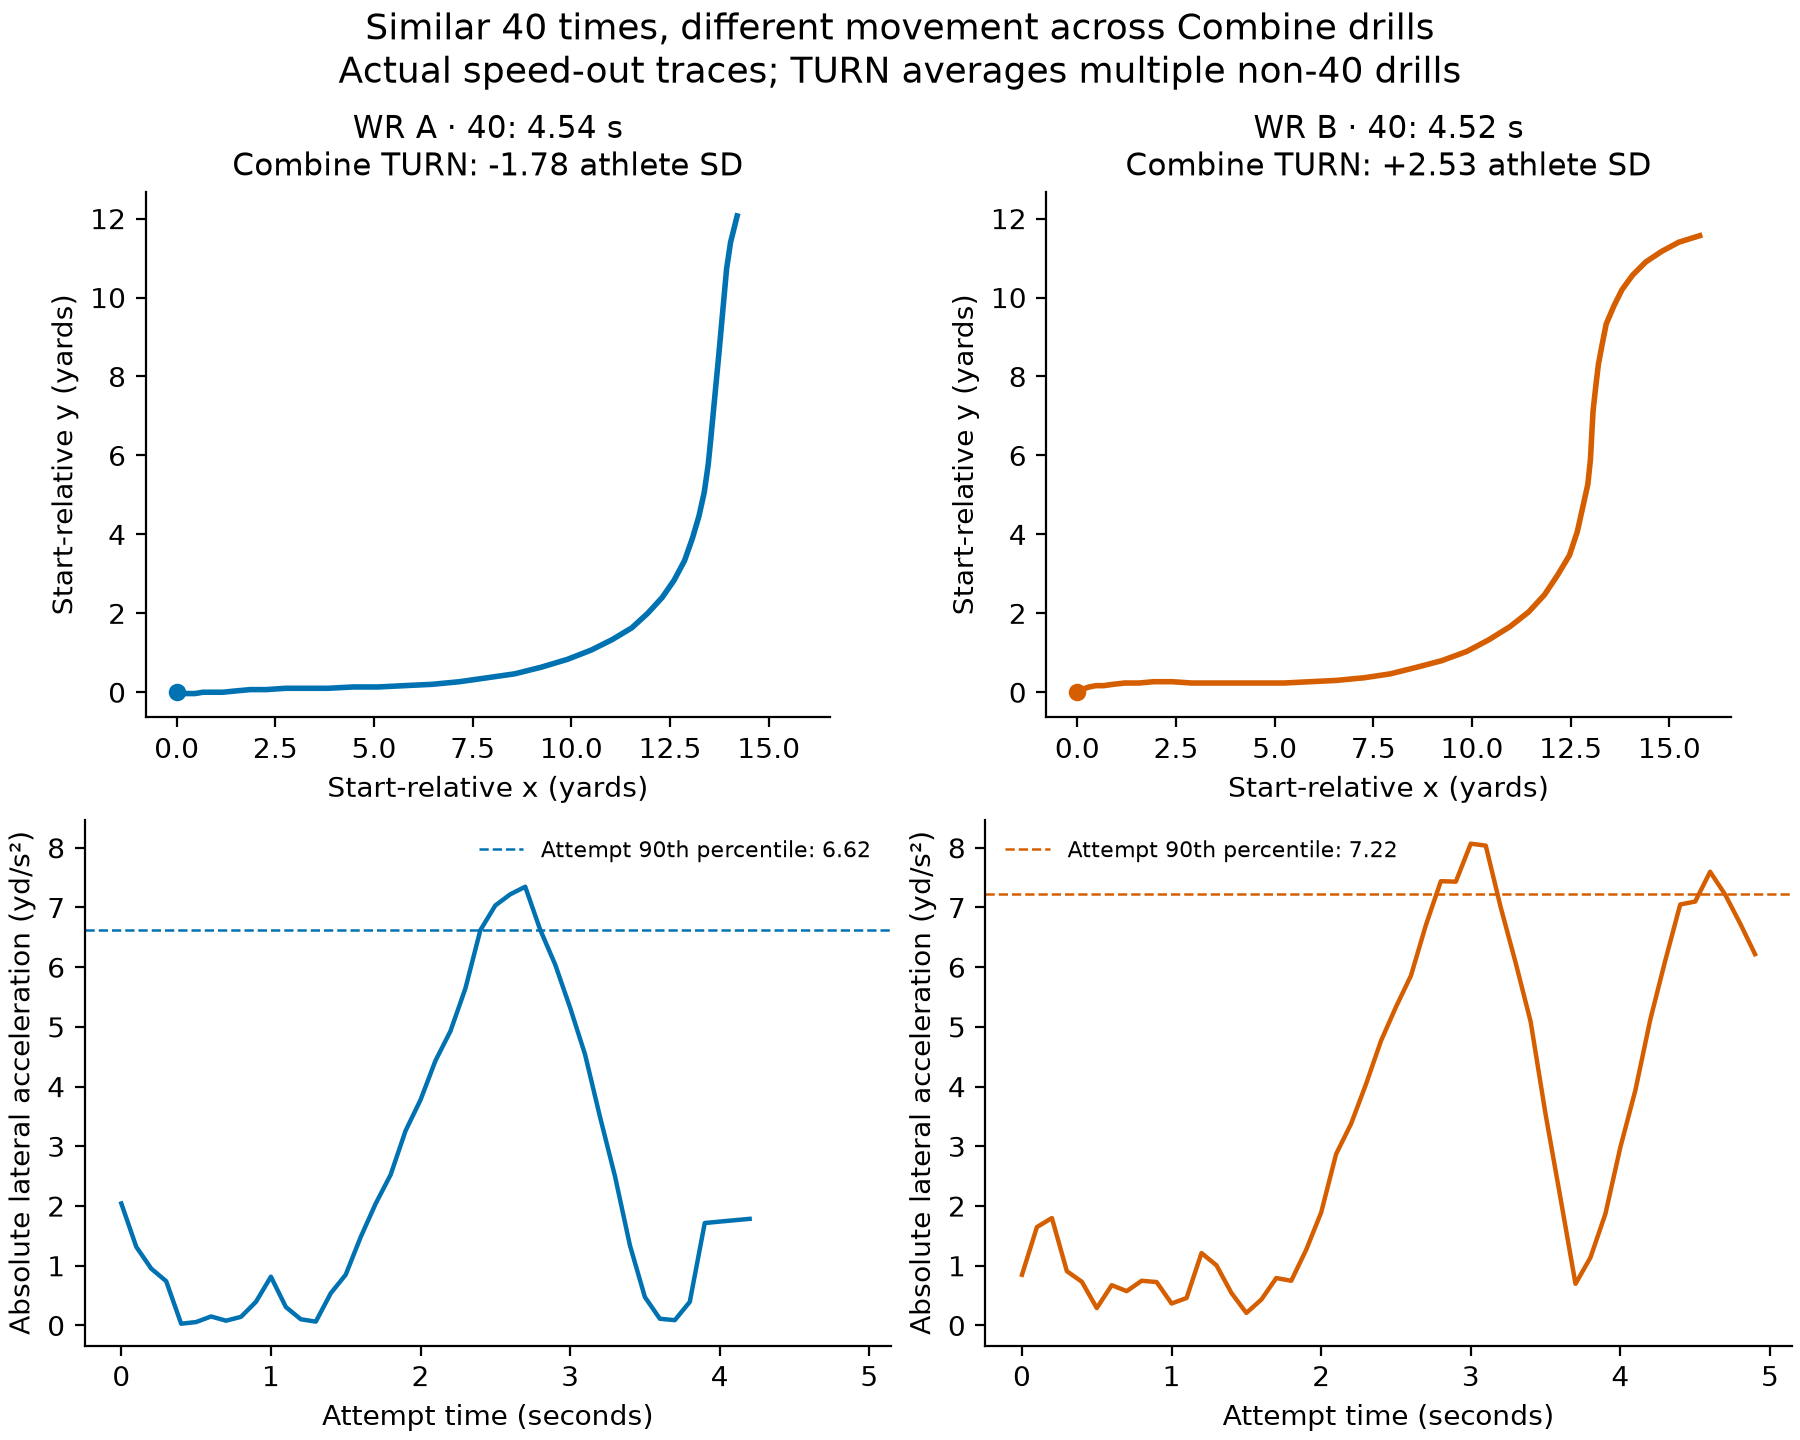 Similar 40 times, different movement across Combine drills
Actual speed-out traces; TURN averages multiple non-40 drills
WR A · 40: 4.54 s
Combine TURN: -1.78 athlete SD
Start-relative y (yards)
12
10
8
6
4
2
0
0.0 2.5 5.0 7.5 10.0 12.5 15.0
Start-relative x (yards)
WR B · 40: 4.52 s
Combine TURN: +2.53 athlete SD
Start-relative y (yards)
12
10
8
6
4
2
0
0.0 2.5 5.0 7.5 10.0 12.5 15.0
Start-relative x (yards)
Absolute lateral acceleration (yd/s²)
8
7
6
5
4
3
2
1
0
Attempt 90th percentile: 6.62
0 1 2 3 4 5
Attempt time (seconds)
Absolute lateral acceleration (yd/s²)
8
7
6
5
4
3
2
1
0
Attempt 90th percentile: 7.22
0 1 2 3 4 5
Attempt time (seconds)